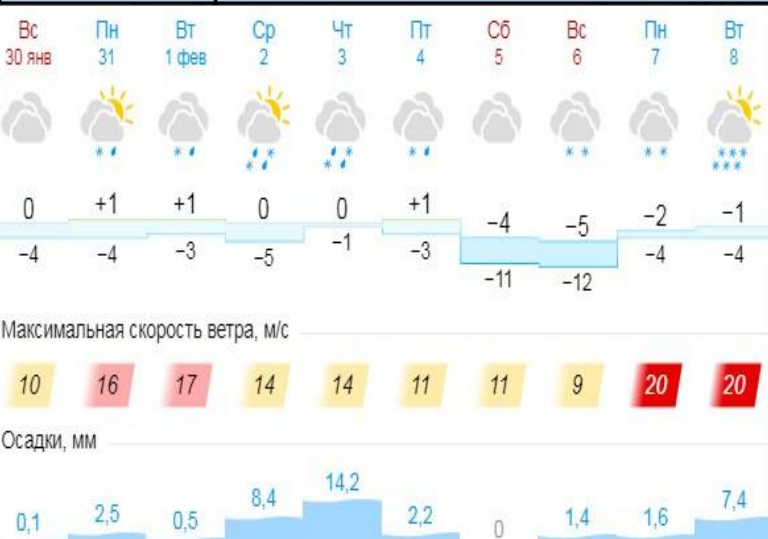 Вс Пн Вт Ср Чт Пт Сб Вс Пн Вт
30 янв 31 1 фев 2 3 4 5 6 7 8
0 +1 +1 0 0 +1 −4 −5 −2 −1
−4 −4 −3 −5 −1 −3 −11 −12 −4 −4
Максимальная скорость ветра, м/с
10 16 17 14 14 11 11 9 20 20
Осадки, мм
0,1 2,5 0,5 8,4 14,2 2,2 0 1,4 1,6 7,4